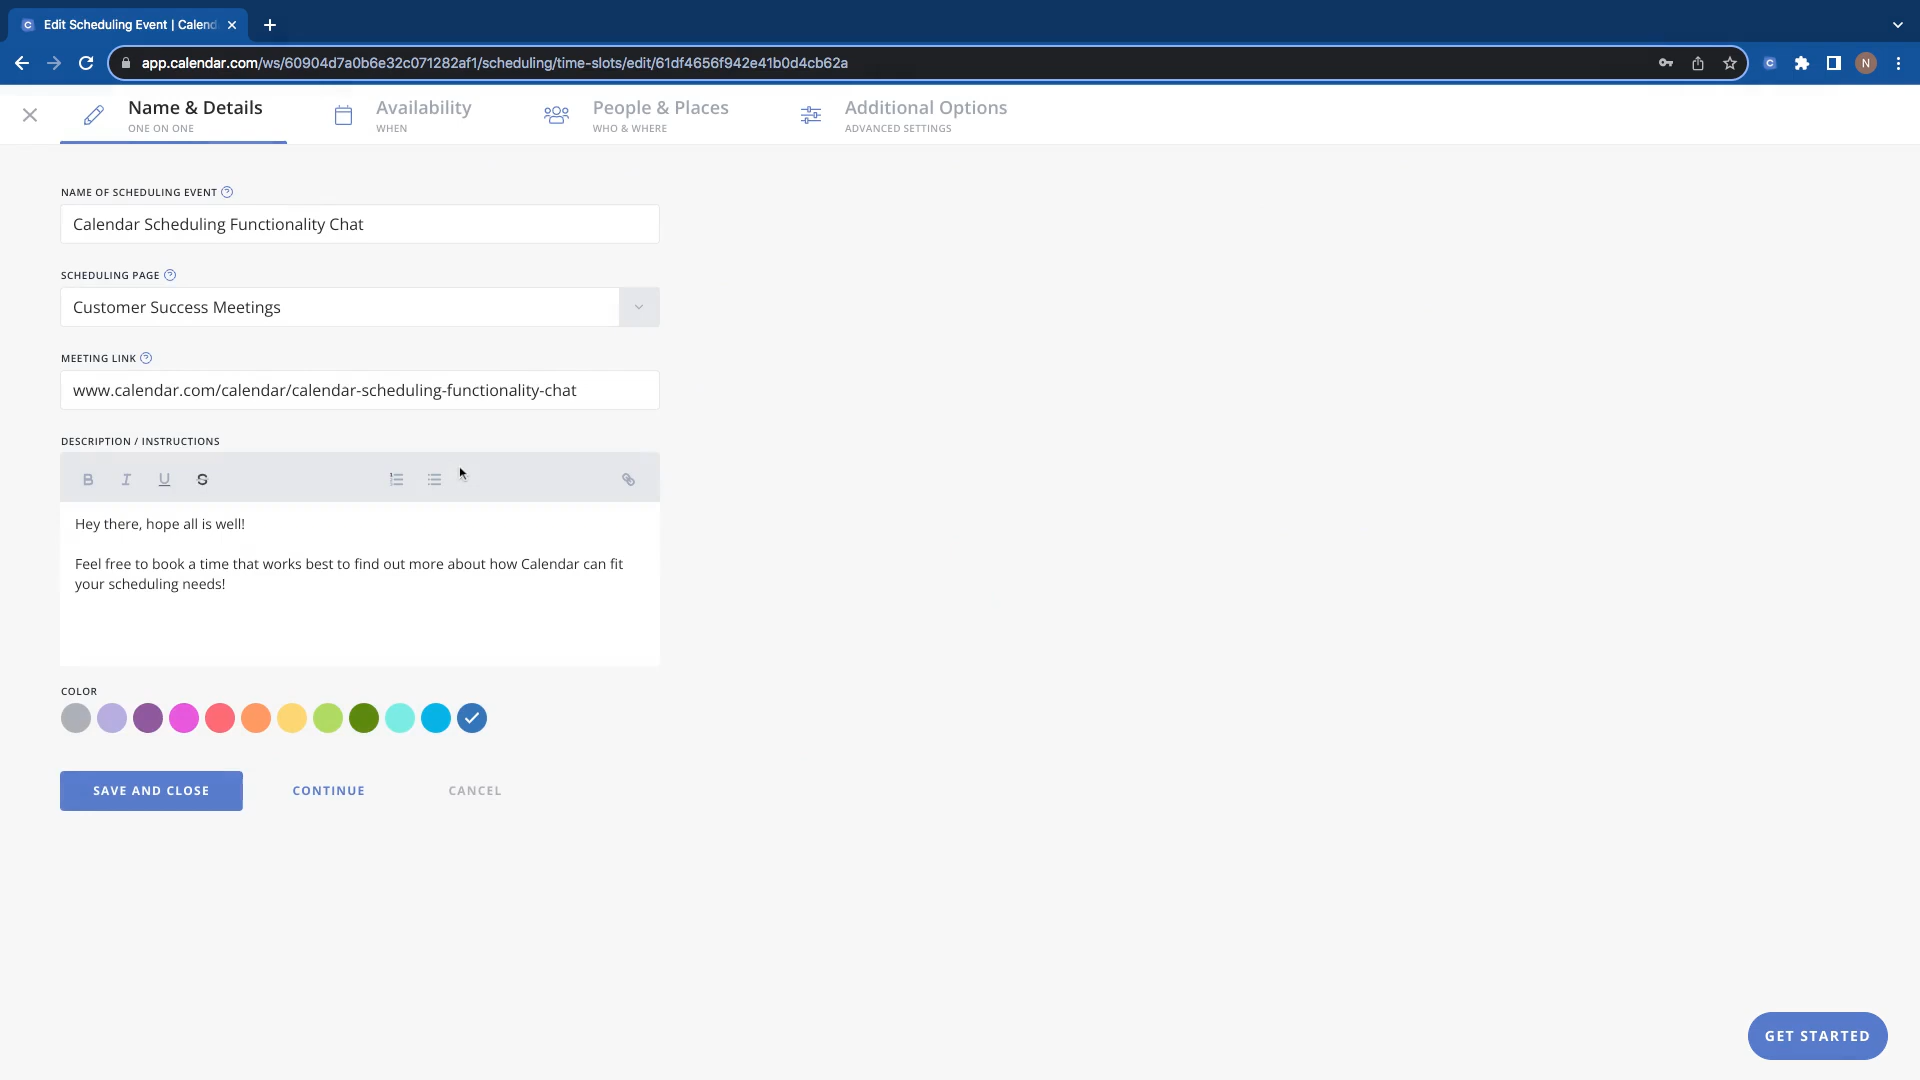 Edit Scheduling Event | Calend
app.calendar.com/ws/60904d7a0b6e32c071282af1/scheduling/time-slots/edit/61df4656f942e41b0d4cb62a
N
Name & Details
ONE ON ONE
Availability
WHEN
People & Places
WHO & WHERE
Additional Options
ADVANCED SETTINGS
NAME OF SCHEDULING EVENT ?
Calendar Scheduling Functionality Chat
SCHEDULING PAGE ?
Customer Success Meetings
MEETING LINK ?
www.calendar.com/calendar/calendar-scheduling-functionality-chat
DESCRIPTION / INSTRUCTIONS
B I U S
Hey there, hope all is well!
Feel free to book a time that works best to find out more about how Calendar can fit
your scheduling needs!
COLOR
SAVE AND CLOSE CONTINUE CANCEL
GET STARTED